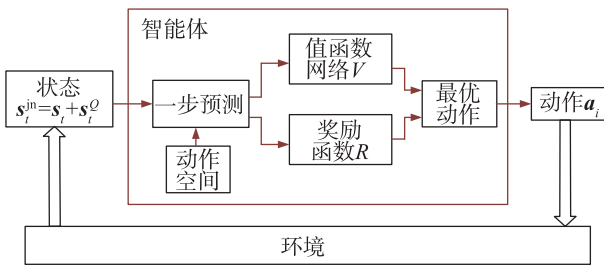 智能体
状态
s_t^{jn}=s_t+s_t^Q
一步预测
动作
空间
值函数
网络V
奖励
函数R
最优
动作
动作a_i
环境